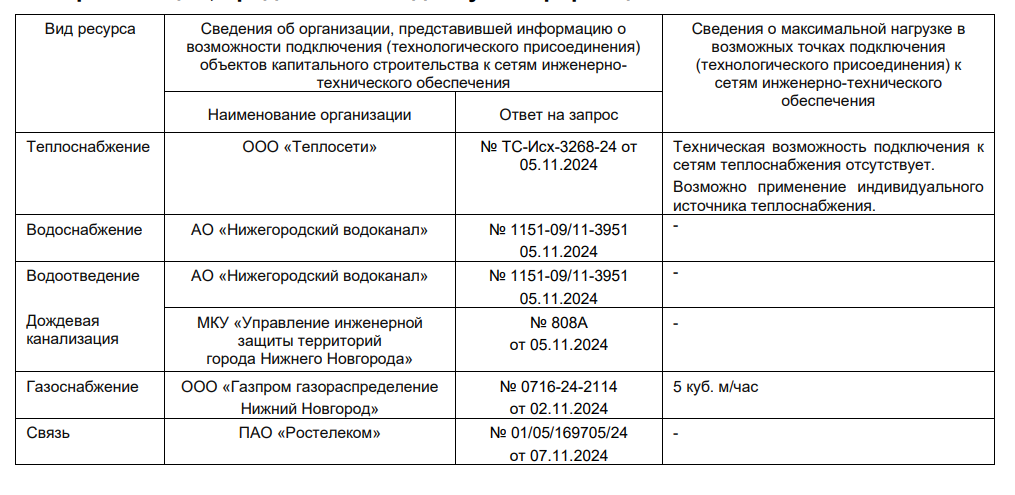 Вид ресурса
Сведения об организации, представившей информацию о
возможности подключения (технологического присоединения)
объектов капитального строительства к сетям инженерно-
технического обеспечения
Сведения о максимальной нагрузке в
возможных точках подключения
(технологического присоединения) к
сетям инженерно-технического
обеспечения
Наименование организации
Ответ на запрос
Теплоснабжение
ООО «Теплосети»
№ ТС-Исх-3268-24 от
05.11.2024
Техническая возможность подключения к
сетям теплоснабжения отсутствует.
Возможно применение индивидуального
источника теплоснабжения.
Водоснабжение
АО «Нижегородский водоканал»
№ 1151-09/11-3951
05.11.2024
-
Водоотведение
АО «Нижегородский водоканал»
№ 1151-09/11-3951
05.11.2024
-
Дождевая
канализация
МКУ «Управление инженерной
защиты территорий
города Нижнего Новгорода»
№ 808А
от 05.11.2024
-
Газоснабжение
ООО «Газпром газораспределение
Нижний Новгород»
№ 0716-24-2114
от 02.11.2024
5 куб. м/час
Связь
ПАО «Ростелеком»
№ 01/05/169705/24
от 07.11.2024
-